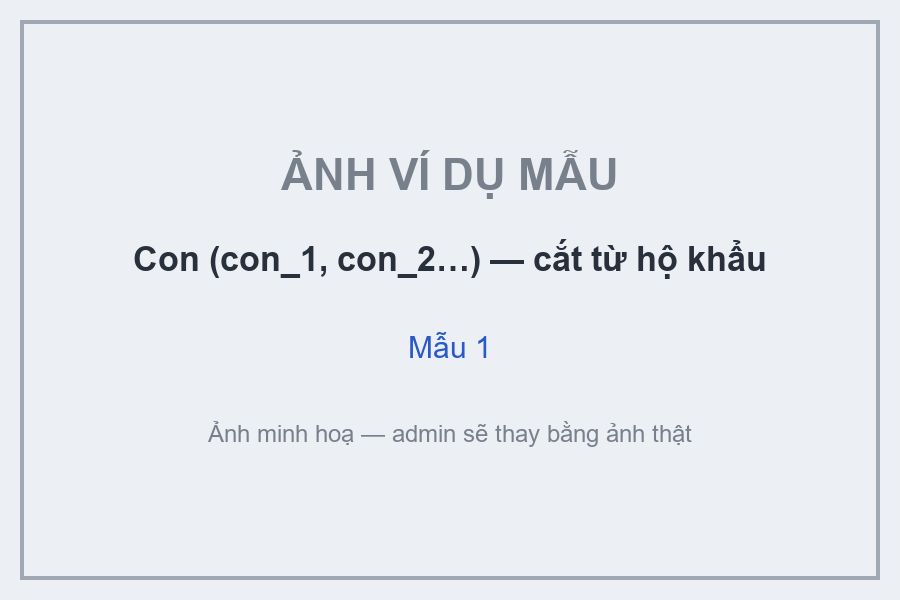 ẢNH VÍ DỤ MẪU
Con (con_1, con_2…) — cắt từ hộ khẩu
Mẫu 1
Ảnh minh hoạ — admin sẽ thay bằng ảnh thật